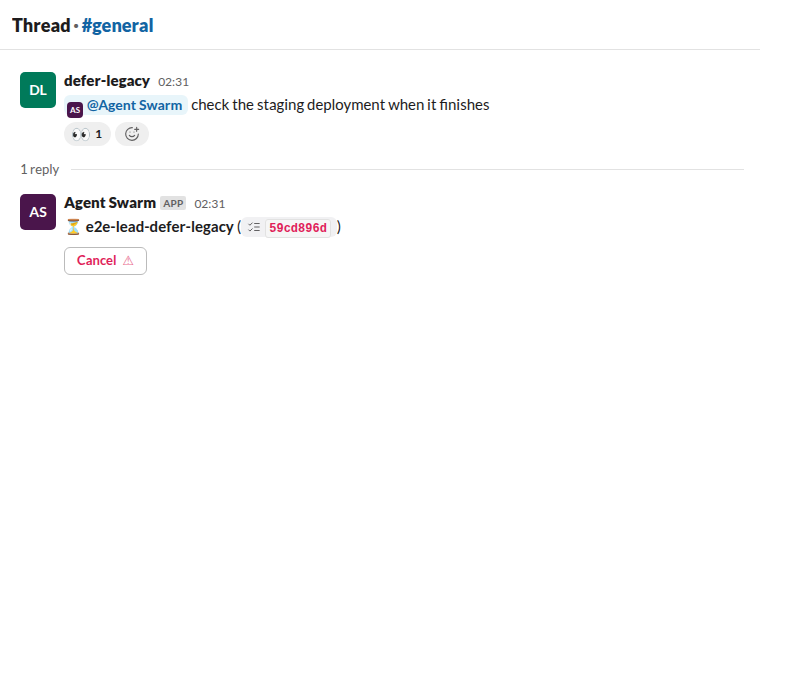 Thread • #general
DL
defer-legacy 02:31
AS @Agent Swarm check the staging deployment when it finishes
👀 1
1 reply
AS
Agent Swarm APP 02:31
⏳ e2e-lead-defer-legacy ( 59cd896d )
Cancel ⚠